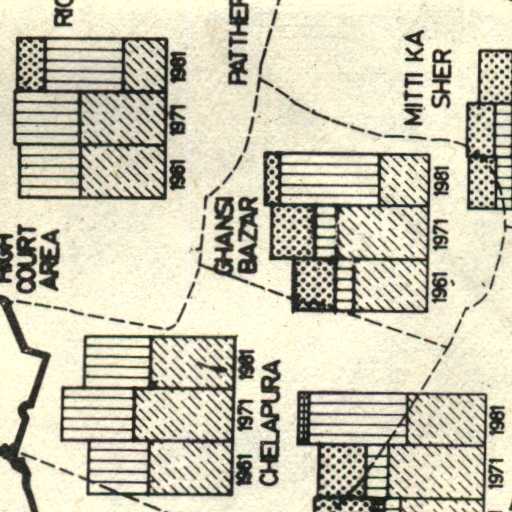 HIGH
COURT
AREA
1961 1971 1981
CHELAPURA
1961 1971 1981
GHANSI
BAZAR
PATTHER
1961 1971 1981
MITTI KA
SHER
1971 1981